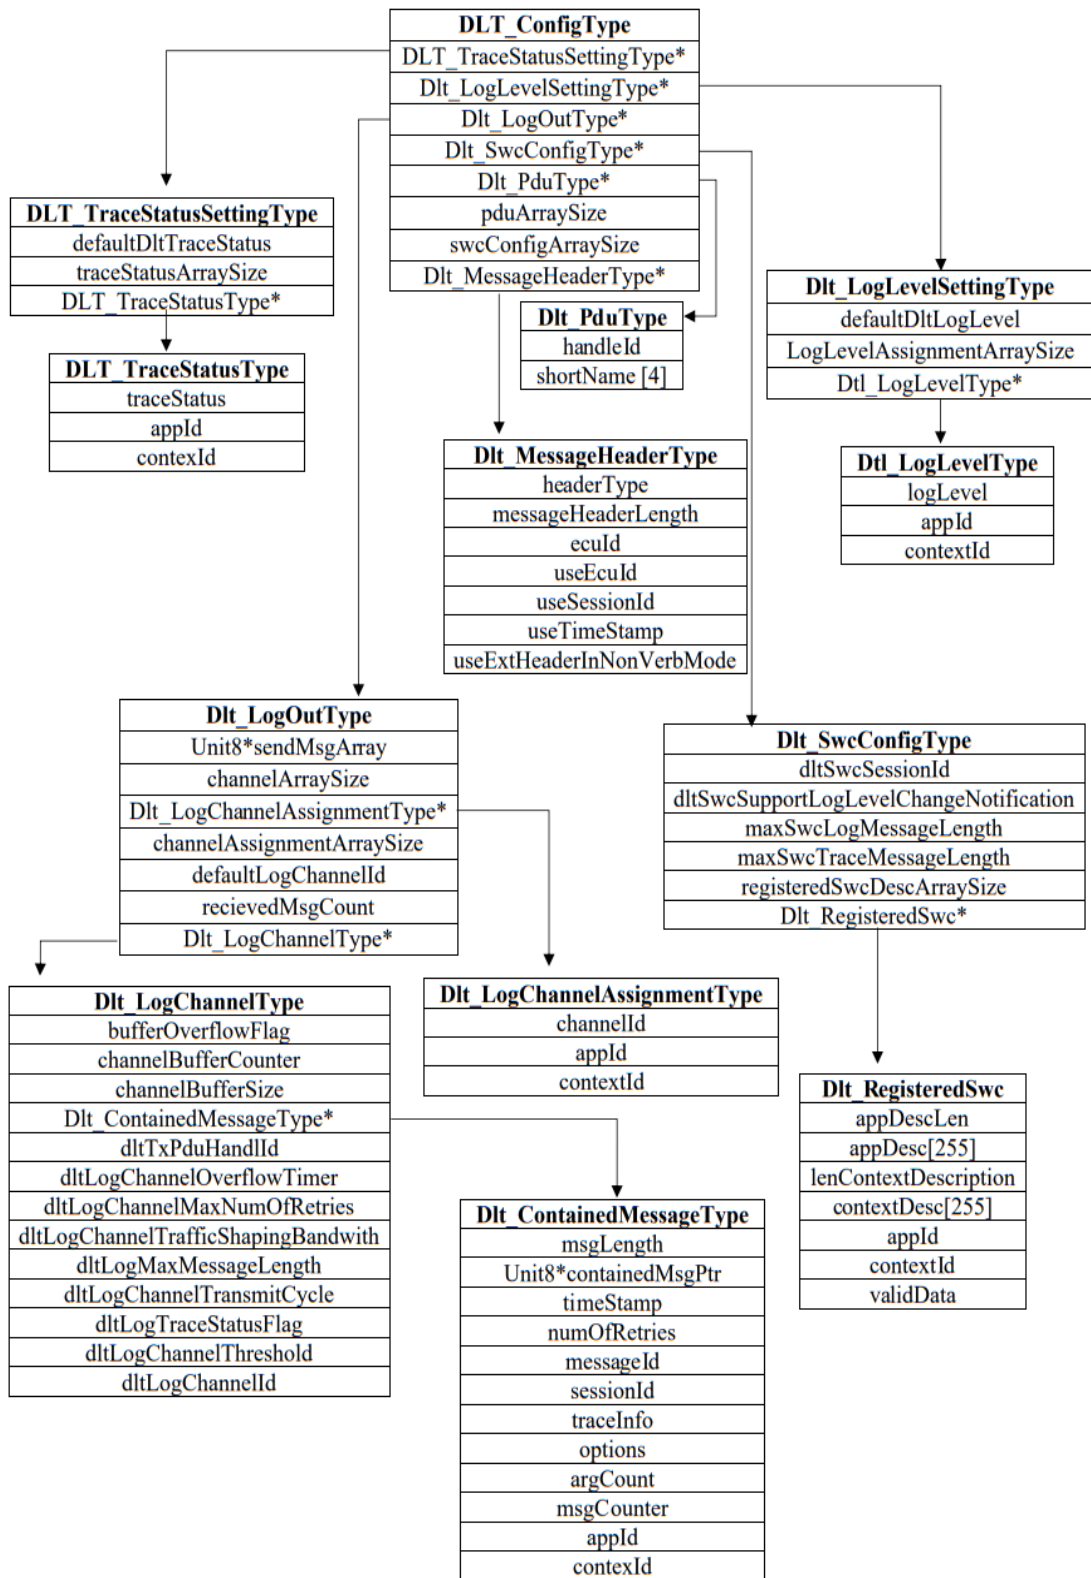 DLT_ConfigType
DLT_TraceStatusSettingType*
Dlt_LogLevelSettingType*
Dlt_LogOutType*
Dlt_SwcConfigType*
Dlt_PduType*
pduArraySize
swcConfigArraySize
Dlt_MessageHeaderType*
DLT_TraceStatusSettingType
defaultDltTraceStatus
traceStatusArraySize
DLT_TraceStatusType*
DLT_TraceStatusType
traceStatus
appId
contexId
Dlt_PduType
handleId
shortName [4]
Dlt_LogLevelSettingType
defaultDltLogLevel
LogLevelAssignmentArraySize
Dtl_LogLevelType*
Dtl_LogLevelType
logLevel
appId
contextId
Dlt_MessageHeaderType
headerType
messageHeaderLength
ecuId
useEcuId
useSessionId
useTimeStamp
useExtHeaderInNonVerbMode
Dlt_LogOutType
Unit8*sendMsgArray
channelArraySize
Dlt_LogChannelAssignmentType*
channelAssignmentArraySize
defaultLogChannelId
recievedMsgCount
Dlt_LogChannelType*
Dlt_SwcConfigType
dltSwcSessionId
dltSwcSupportLogLevelChangeNotification
maxSwcLogMessageLength
maxSwcTraceMessageLength
registeredSwcDescArraySize
Dlt_RegisteredSwc*
Dlt_LogChannelType
bufferOverflowFlag
channelBufferCounter
channelBufferSize
Dlt_ContainedMessageType*
dltTxPduHandlId
dltLogChannelOverflowTimer
dltLogChannelMaxNumOfRetries
dltLogChannelTrafficShapingBandwith
dltLogMaxMessageLength
dltLogChannelTransmitCycle
dltLogTraceStatusFlag
dltLogChannelThreshold
dltLogChannelId
Dlt_LogChannelAssignmentType
channelId
appId
contextId
Dlt_RegisteredSwc
appDescLen
appDesc[255]
lenContextDescription
contextDesc[255]
appId
contextId
validData
Dlt_ContainedMessageType
msgLength
Unit8*containedMsgPtr
timeStamp
numOfRetries
messageId
sessionId
traceInfo
options
argCount
msgCounter
appId
contexId